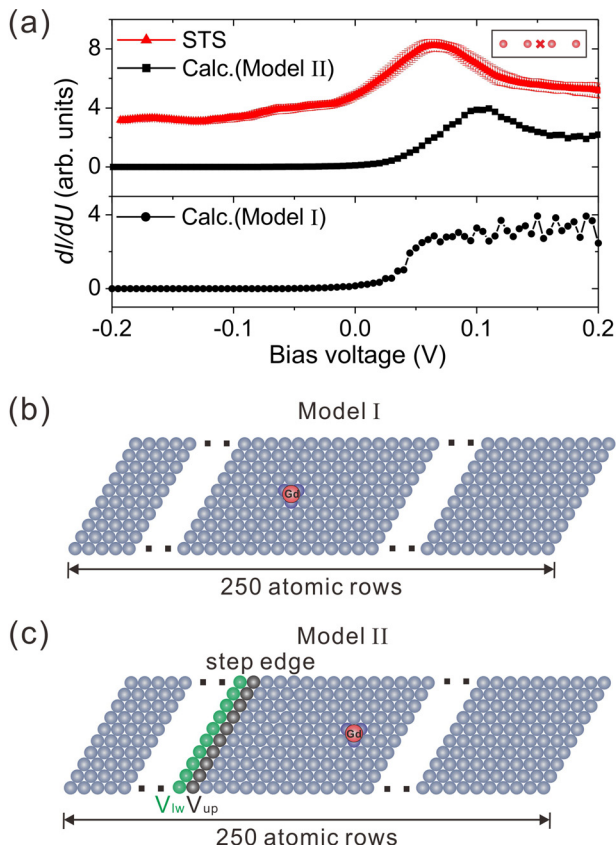 (a)
8
4
0
4
0
STS
Calc.(Model II)
Calc.(Model I)
dI/dU (arb. units)
-0.2 -0.1 0.0 0.1 0.2
Bias voltage (V)
(b)
Model I
Gd
250 atomic rows
(c)
Model II
step edge
Gd
Vlw Vup
250 atomic rows